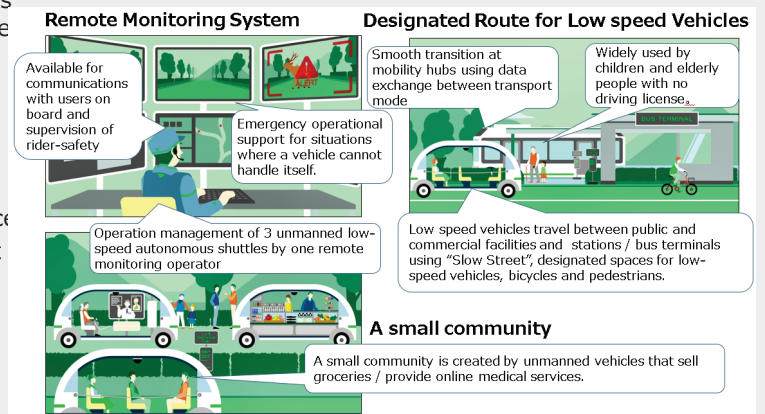 Remote Monitoring System
Available for
communications
with users on
board and
supervision of
rider-safety
Emergency operational
support for situations
where a vehicle cannot
handle itself.
Operation management of 3 unmanned low-
speed autonomous shuttles by one remote
monitoring operator
Designated Route for Low speed Vehicles
Smooth transition at
mobility hubs using data
exchange between transport
mode
Widely used by
children and elderly
people with no
driving license。
BUS TERMINAL
Low speed vehicles travel between public and
commercial facilities and stations / bus terminals
using “Slow Street”, designated spaces for low-
speed vehicles, bicycles and pedestrians.
A small community
A small community is created by unmanned vehicles that sell
groceries / provide online medical services.